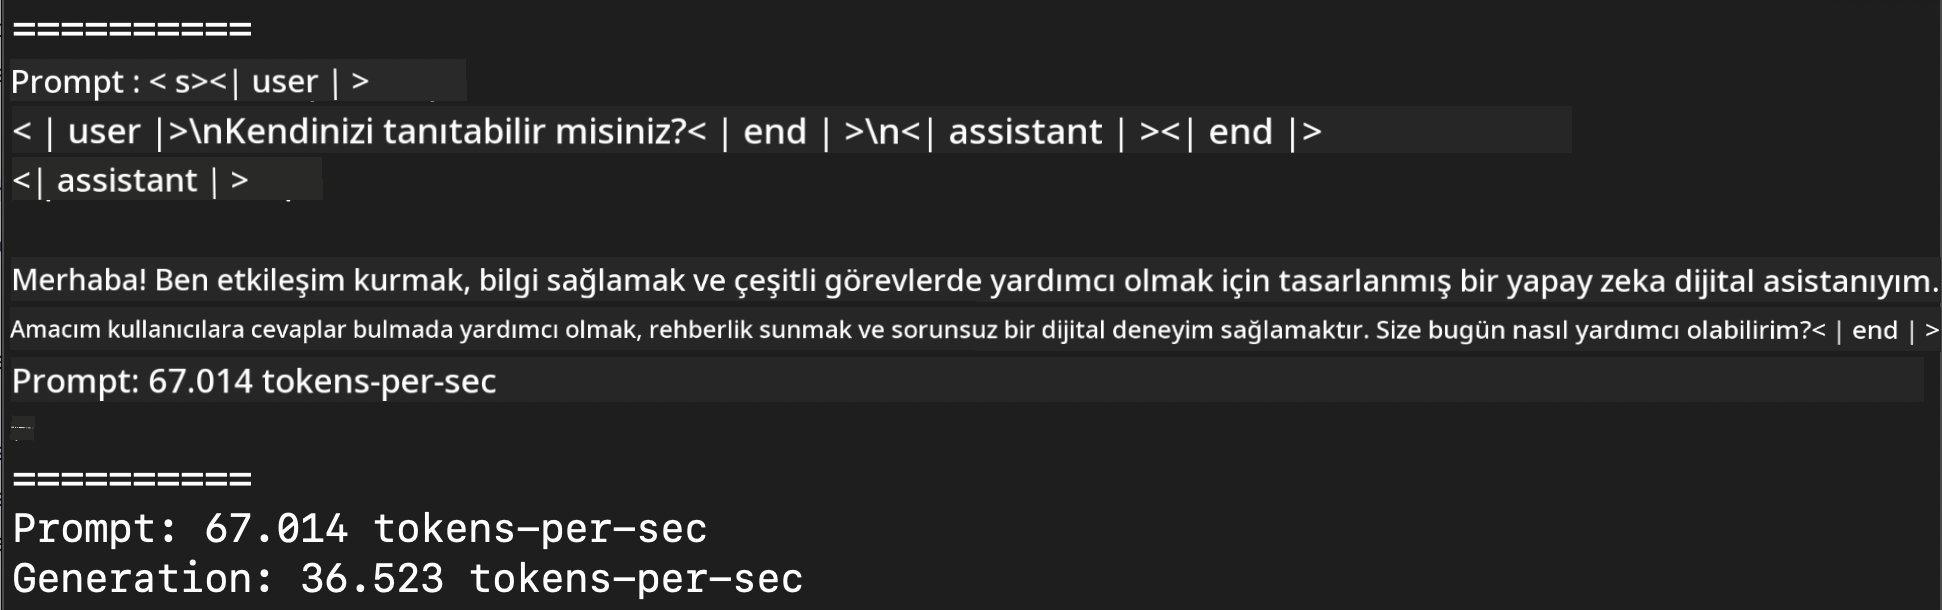 ==========
Prompt : < s><| user | >
< | user |>\nKendinizi tanıtabilir misiniz?< | end | >\n<| assistant | ><| end |>
<| assistant | >
Merhaba! Ben etkileşim kurmak, bilgi sağlamak ve çeşitli görevlerde yardımcı olmak için tasarlanmış bir yapay zeka dijital asistanıyım.
Amacım kullanıcılara cevaplar bulmada yardımcı olmak, rehberlik sunmak ve sorunsuz bir dijital deneyim sağlamaktır. Size bugün nasıl yardımcı olabilirim?< | end | >
Prompt: 67.014 tokens-per-sec
==========
Prompt: 67.014 tokens-per-sec
Generation: 36.523 tokens-per-sec